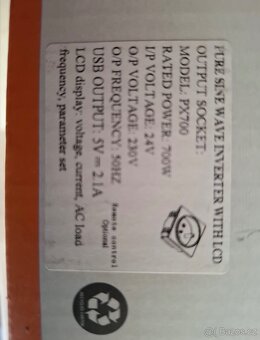 PURE SINE WAVE INVERTER WITH LCD
OUTPUT SOCKET:
MODEL: PX700
RATED POWER: 700W
I/P VOLTAGE: 24V
O/P VOLTAGE: 230V
O/P FREQUENCY: 50HZ
Remote control
Optional
USB OUTPUT: 5V⎓2.1A
LCD display: voltage, current, AC load
frequency, parameter set